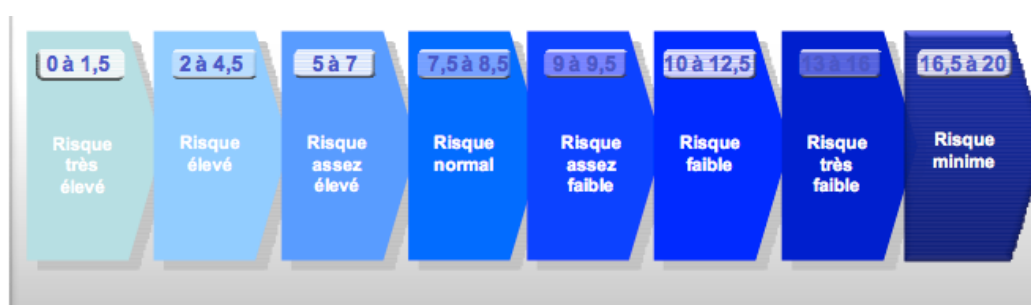 0 à 1,5
Risque
très
élevé
2 à 4,5
Risque
élevé
5 à 7
Risque
assez
élevé
7,5 à 8,5
Risque
normal
9 à 9,5
Risque
assez
faible
10 à 12,5
Risque
faible
13 à 16
Risque
très
faible
16,5 à 20
Risque
minime